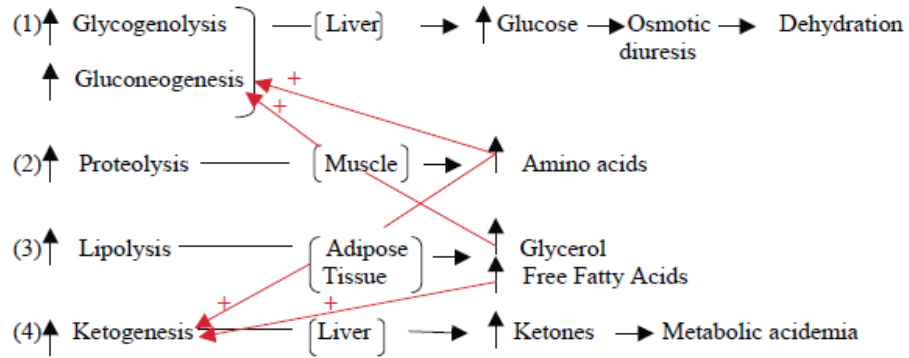 (1) Glycogenolysis Liver Glucose Osmotic diuresis Dehydration
Gluconeogenesis +
+
(2) Proteolysis Muscle Amino acids
(3) Lipolysis Adipose Tissue Glycerol
Free Fatty Acids
+ +
(4) Ketogenesis Liver Ketones Metabolic acidemia